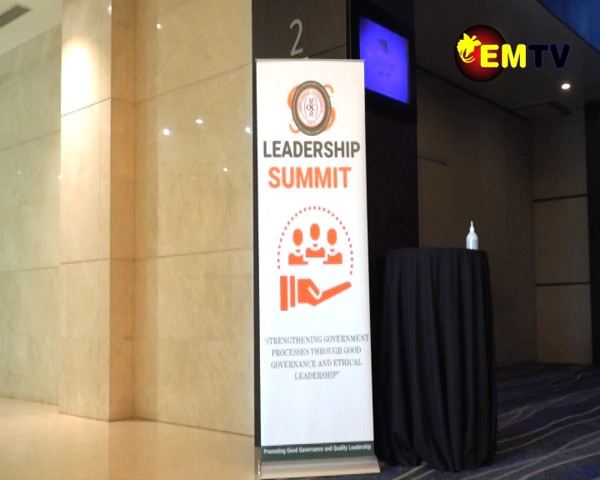 2
EMTV
LEADERSHIP
SUMMIT
"STRENGTHENING GOVERNMENT
PROCESSES THROUGH GOOD
GOVERNANCE AND ETHICAL
LEADERSHIP"
Promoting Good Governance and Quality Leadership